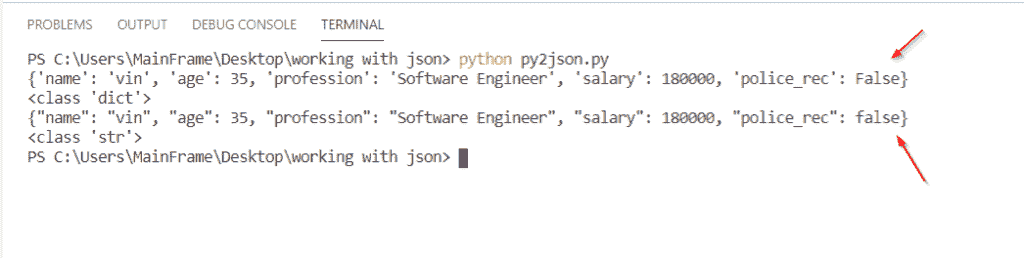 PROBLEMS OUTPUT DEBUG CONSOLE TERMINAL
PS C:\Users\MainFrame\Desktop\working with json> python py2json.py
{'name': 'vin', 'age': 35, 'profession': 'Software Engineer', 'salary': 180000, 'police_rec': False}
<class 'dict'>
{"name": "vin", "age": 35, "profession": "Software Engineer", "salary": 180000, "police_rec": false}
<class 'str'>
PS C:\Users\MainFrame\Desktop\working with json>